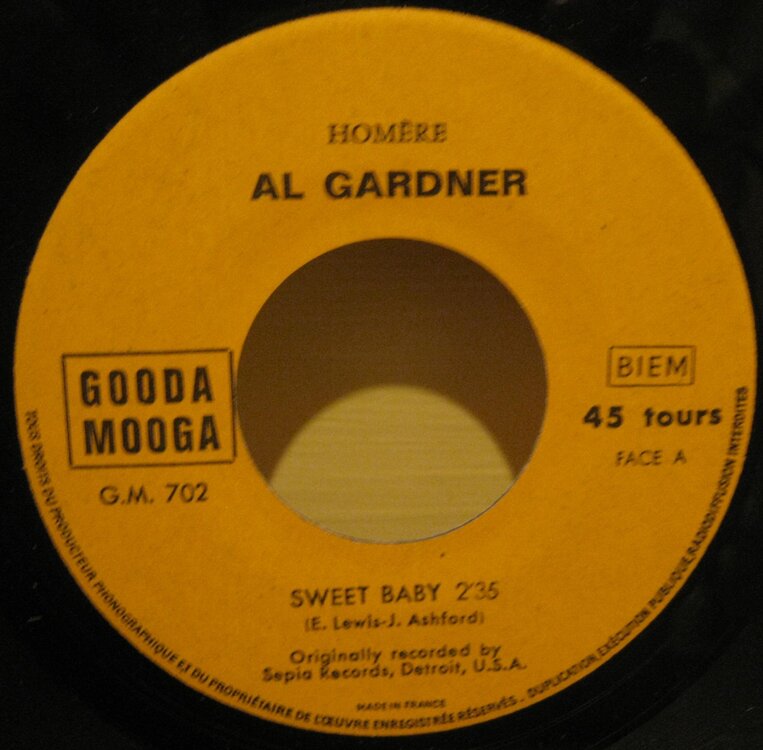 HOMÈRE
AL GARDNER
GOODA
MOOGA
G.M. 702
BIEM
45 tours
FACE A
SWEET BABY 2'35
(E. Lewis-J. Ashford)
Originally recorded by
Sepia Records, Detroit, U.S.A.
MADE IN FRANCE
TOUS DROITS DU PRODUCTEUR PHONOGRAPHIQUE ET DU PROPRIÉTAIRE DE L'ŒUVRE ENREGISTRÉE RÉSERVÉS. DUPLICATION, EXÉCUTION PUBLIQUE, RADIODIFFUSION INTERDITES